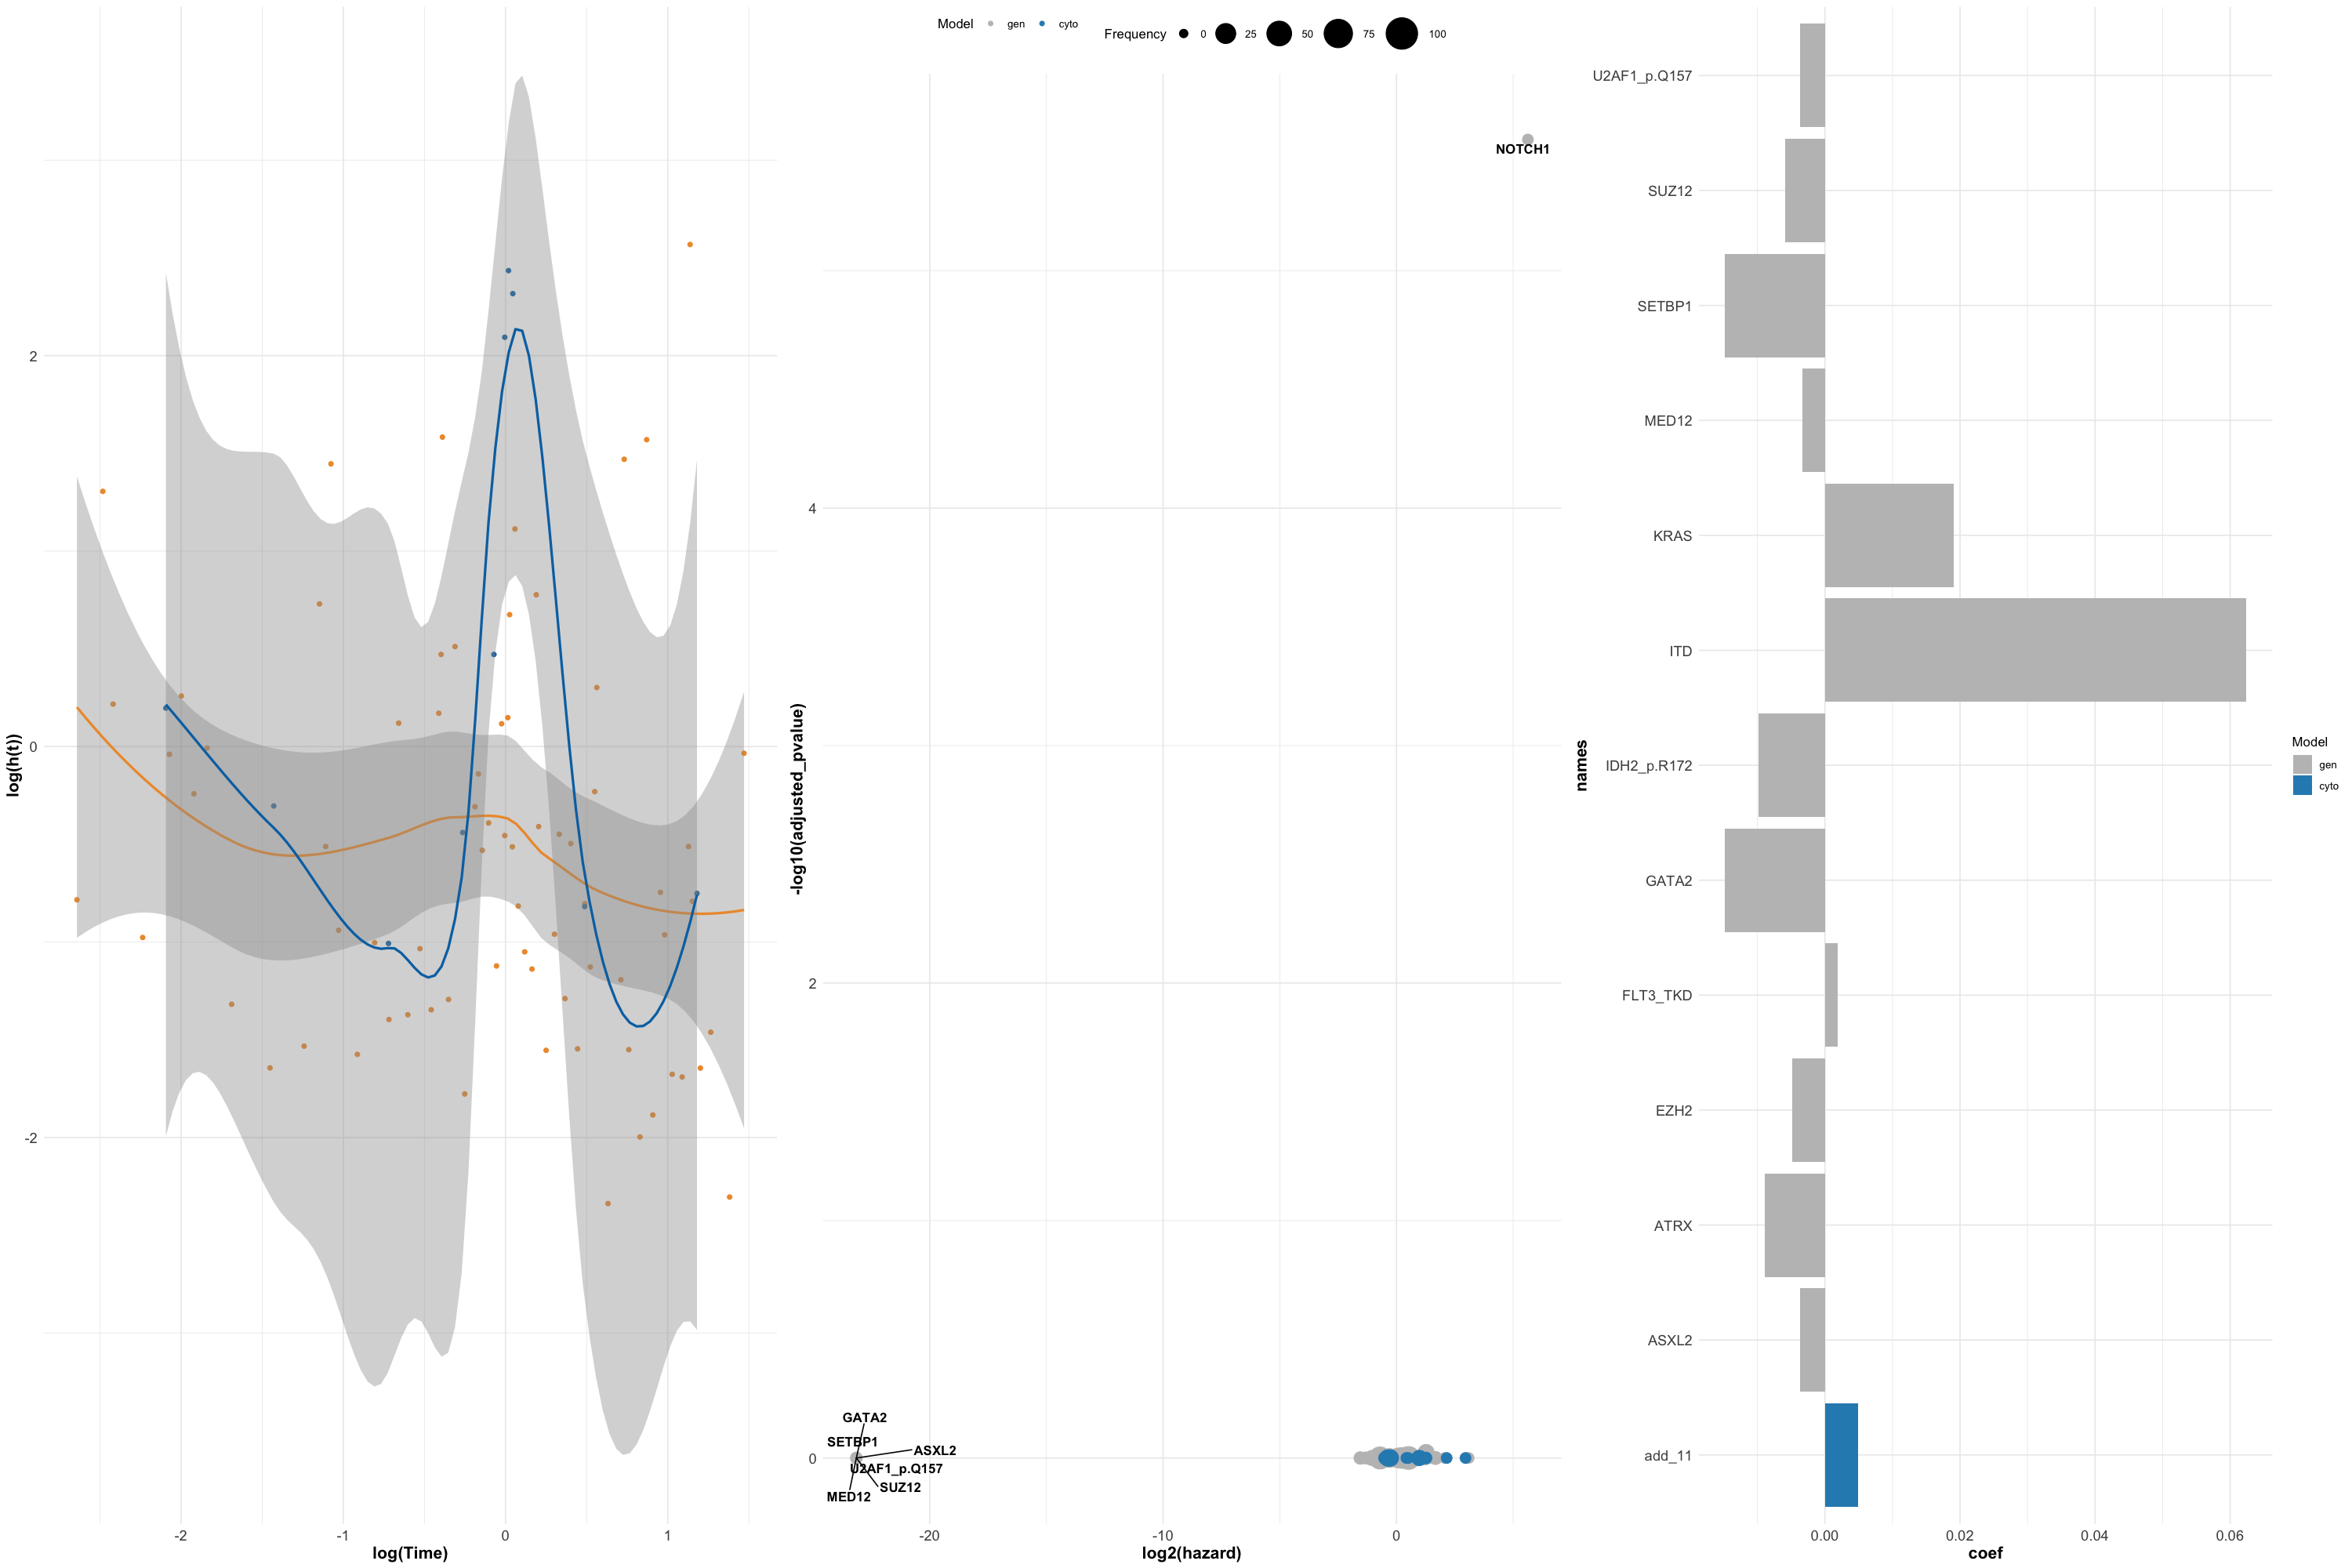 Model gen cyto Frequency 0 25 50 75 100
log(h(t))
2
0
-2
-2 -1 0 1
log(Time)
-log10(adjusted_pvalue)
4
2
0
NOTCH1
GATA2
SETBP1
ASXL2
U2AF1_p.Q157
SUZ12
MED12
-20 -10 0
log2(hazard)
names
U2AF1_p.Q157
SUZ12
SETBP1
MED12
KRAS
ITD
IDH2_p.R172
GATA2
FLT3_TKD
EZH2
ATRX
ASXL2
add_11
0.00 0.02 0.04 0.06
coef
Model
gen
cyto